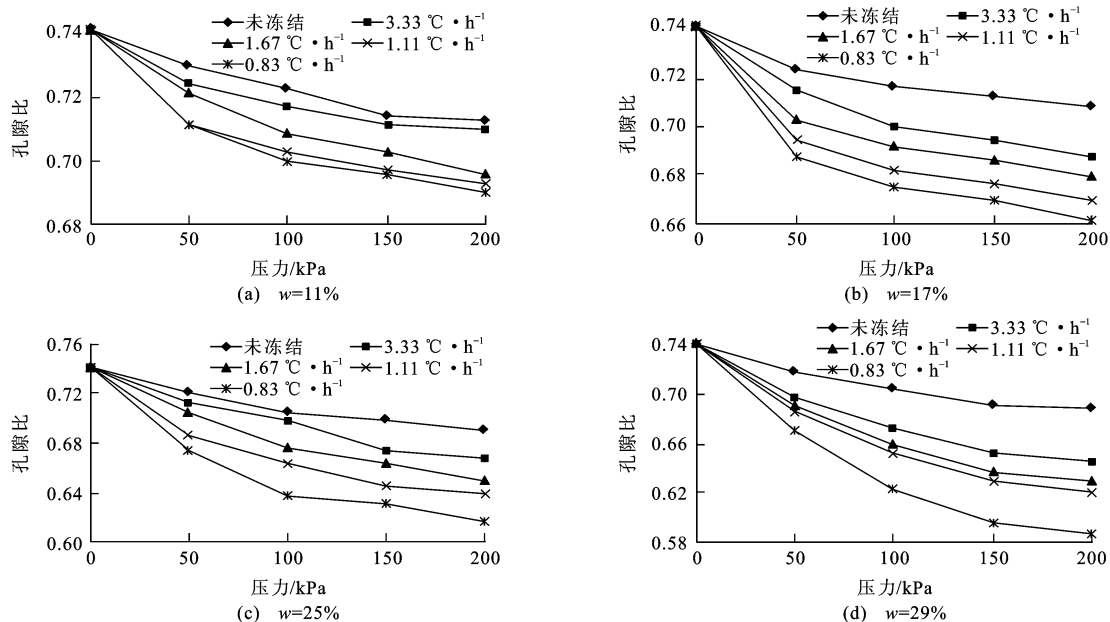 0.74
0.72
0.70
0.68
孔隙比
未冻结
3.33 ℃·h⁻¹
1.67 ℃·h⁻¹
1.11 ℃·h⁻¹
0.83 ℃·h⁻¹
0 50 100 150 200
压力/kPa
(a) w=11%
0.74
0.72
0.70
0.68
0.66
孔隙比
未冻结
3.33 ℃·h⁻¹
1.67 ℃·h⁻¹
1.11 ℃·h⁻¹
0.83 ℃·h⁻¹
0 50 100 150 200
压力/kPa
(b) w=17%
0.76
0.72
0.68
0.64
0.60
孔隙比
未冻结
3.33 ℃·h⁻¹
1.67 ℃·h⁻¹
1.11 ℃·h⁻¹
0.83 ℃·h⁻¹
0 50 100 150 200
压力/kPa
(c) w=25%
0.74
0.70
0.66
0.62
0.58
孔隙比
未冻结
3.33 ℃·h⁻¹
1.67 ℃·h⁻¹
1.11 ℃·h⁻¹
0.83 ℃·h⁻¹
0 50 100 150 200
压力/kPa
(d) w=29%